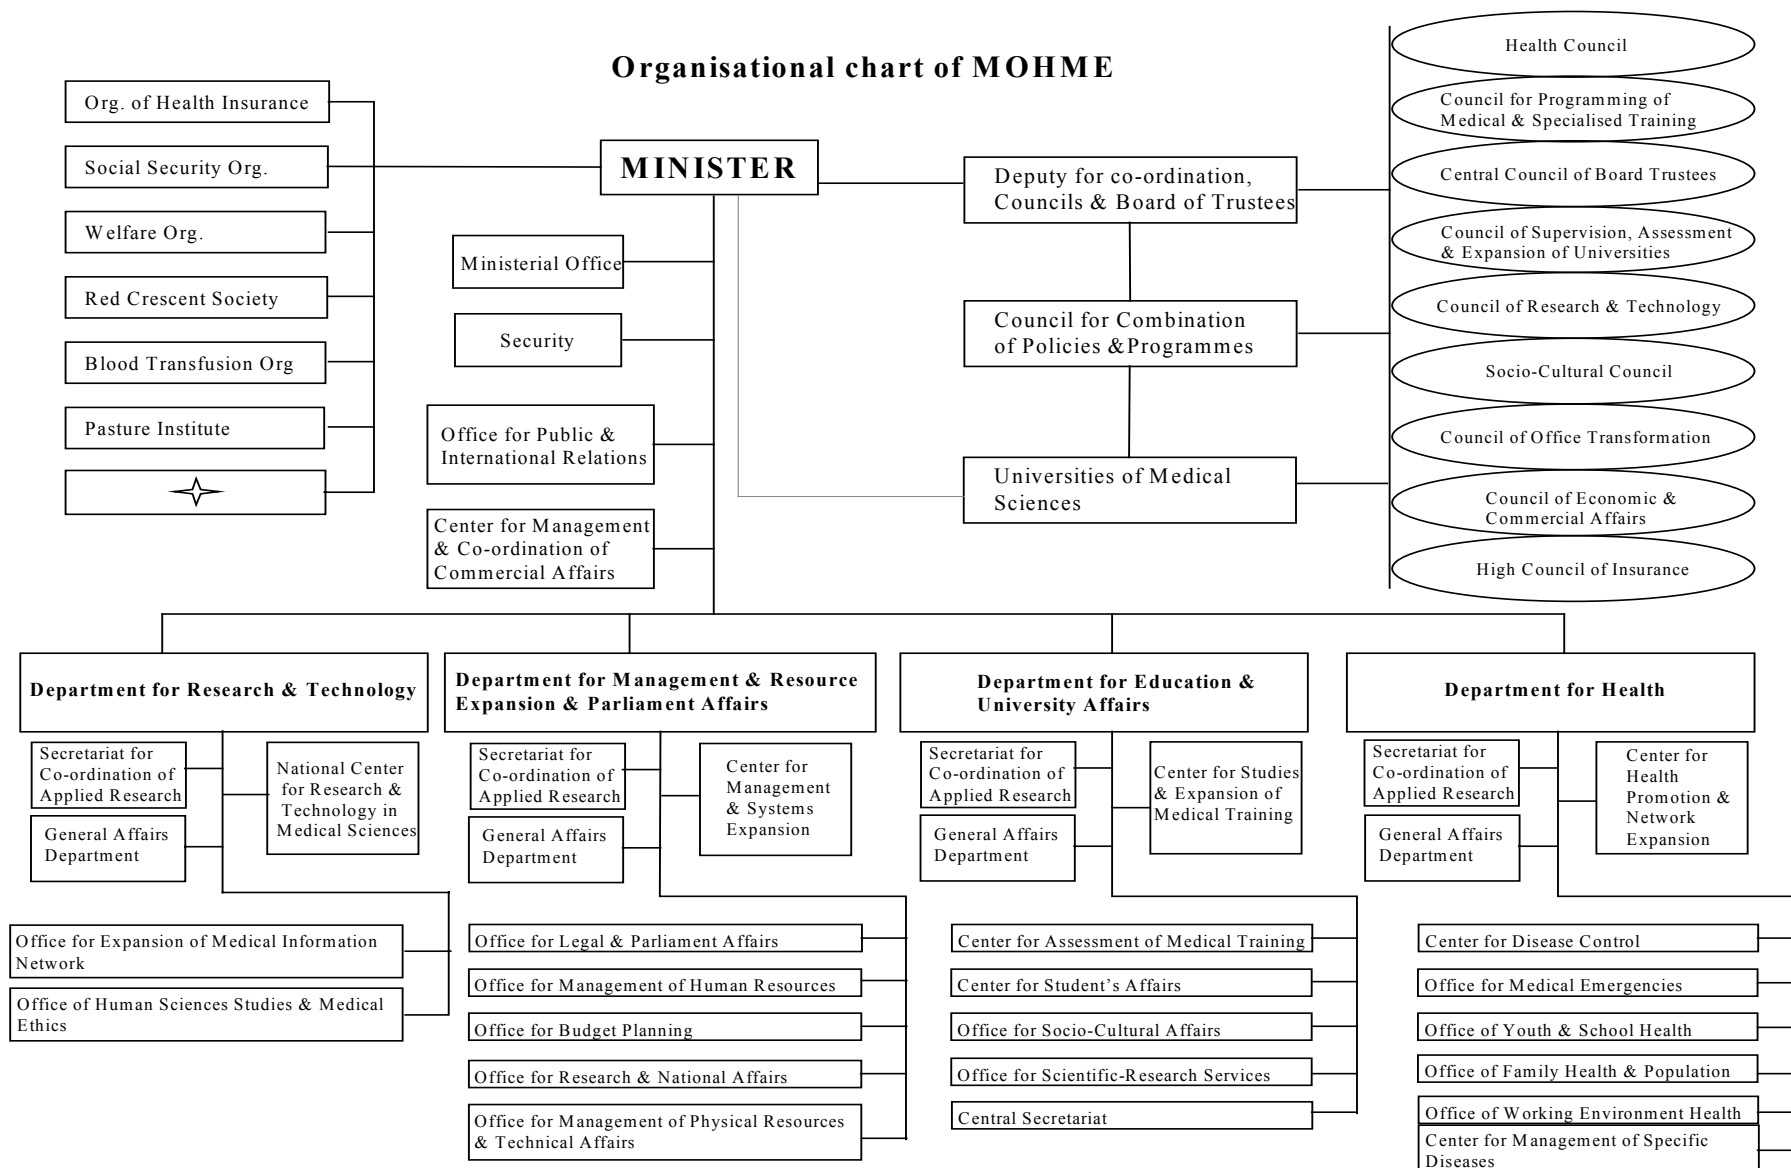 Organisational chart of MOHME
Org. of Health Insurance
Social Security Org.
Welfare Org.
Red Crescent Society
Blood Transfusion Org
Pasture Institute
MINISTER
Ministerial Office
Security
Office for Public &
International Relations
Center for Management
& Co-ordination of
Commercial Affairs
Deputy for co-ordination,
Councils & Board of Trustees
Council for Combination
of Policies &Programmes
Universities of Medical
Sciences
Health Council
Council for Programming of
Medical & Specialised Training
Central Council of Board Trustees
Council of Supervision, Assessment
& Expansion of Universities
Council of Research & Technology
Socio-Cultural Council
Council of Office Transformation
Council of Economic &
Commercial Affairs
High Council of Insurance
Department for Research & Technology
Secretariat for
Co-ordination of
Applied Research
General Affairs
Department
National Center
for Research &
Technology in
Medical Sciences
Office for Expansion of Medical Information
Network
Office of Human Sciences Studies & Medical
Ethics
Department for Management & Resource
Expansion & Parliament Affairs
Secretariat for
Co-ordination of
Applied Research
General Affairs
Department
Center for
Management
& Systems
Expansion
Office for Legal & Parliament Affairs
Office for Management of Human Resources
Office for Budget Planning
Office for Research & National Affairs
Office for Management of Physical Resources
& Technical Affairs
Department for Education &
University Affairs
Secretariat for
Co-ordination of
Applied Research
General Affairs
Department
Center for Studies
& Expansion of
Medical Training
Center for Assessment of Medical Training
Center for Student’s Affairs
Office for Socio-Cultural Affairs
Office for Scientific-Research Services
Central Secretariat
Department for Health
Secretariat for
Co-ordination of
Applied Research
General Affairs
Department
Center for
Health
Promotion &
Network
Expansion
Center for Disease Control
Office for Medical Emergencies
Office of Youth & School Health
Office of Family Health & Population
Office of Working Environment Health
Center for Management of Specific
Diseases